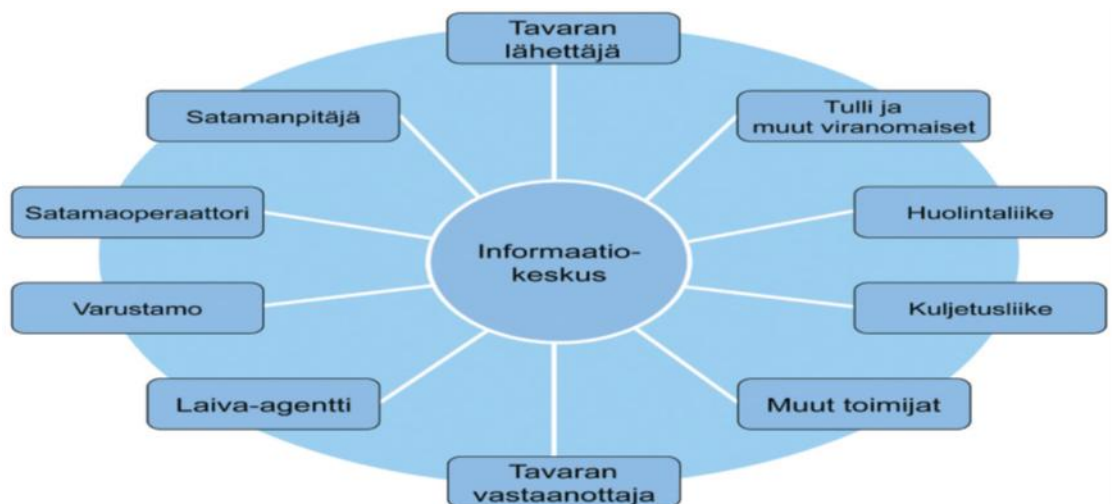 Tavaran
lähettäjä
Satamanpitäjä
Tulli ja
muut viranomaiset
Satamaoperaattori
Huolintaliike
Informaatio-
keskus
Varustamo
Kuljetusliike
Laiva-agentti
Muut toimijat
Tavaran
vastaanottaja